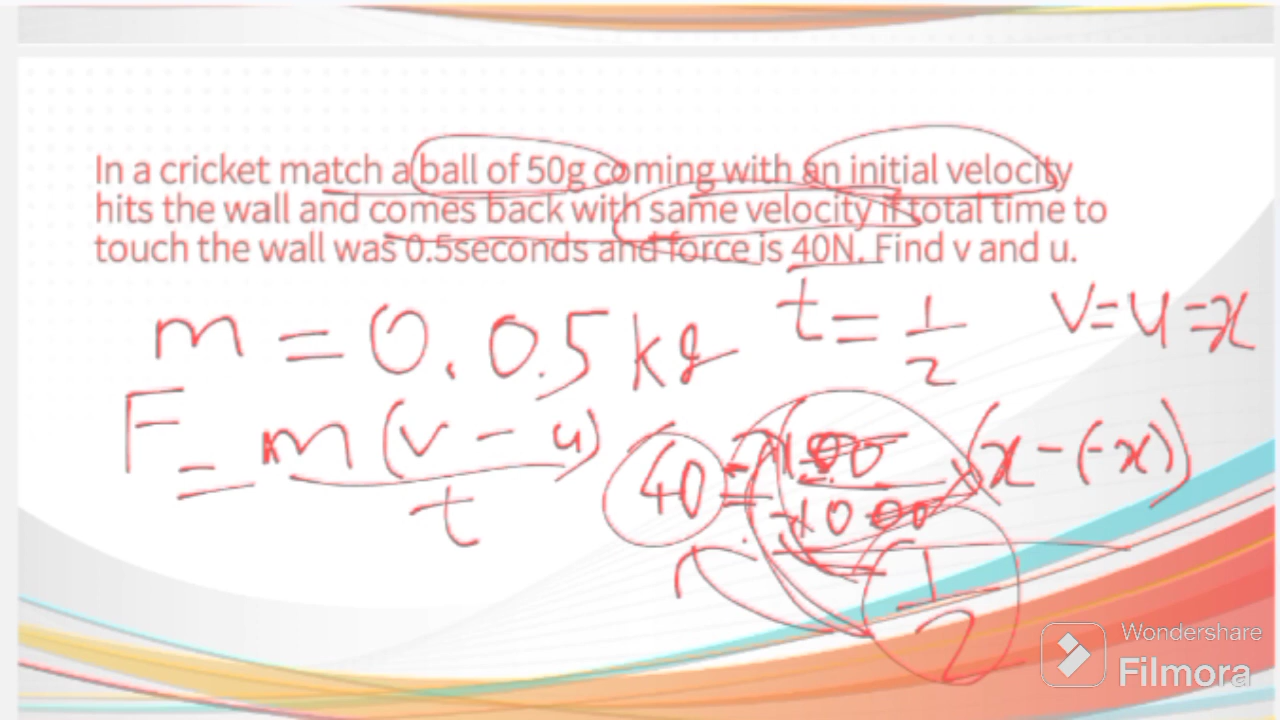 In a cricket match a ball of 50g coming with an initial velocity
hits the wall and comes back with same velocity if total time to
touch the wall was 0.5seconds and force is 40N. Find v and u.
m = 0.05 kg t = 1/2 v = u = x
F = m(v - u)/t 40 = (x - (-x))
1/2
Wondershare
Filmora